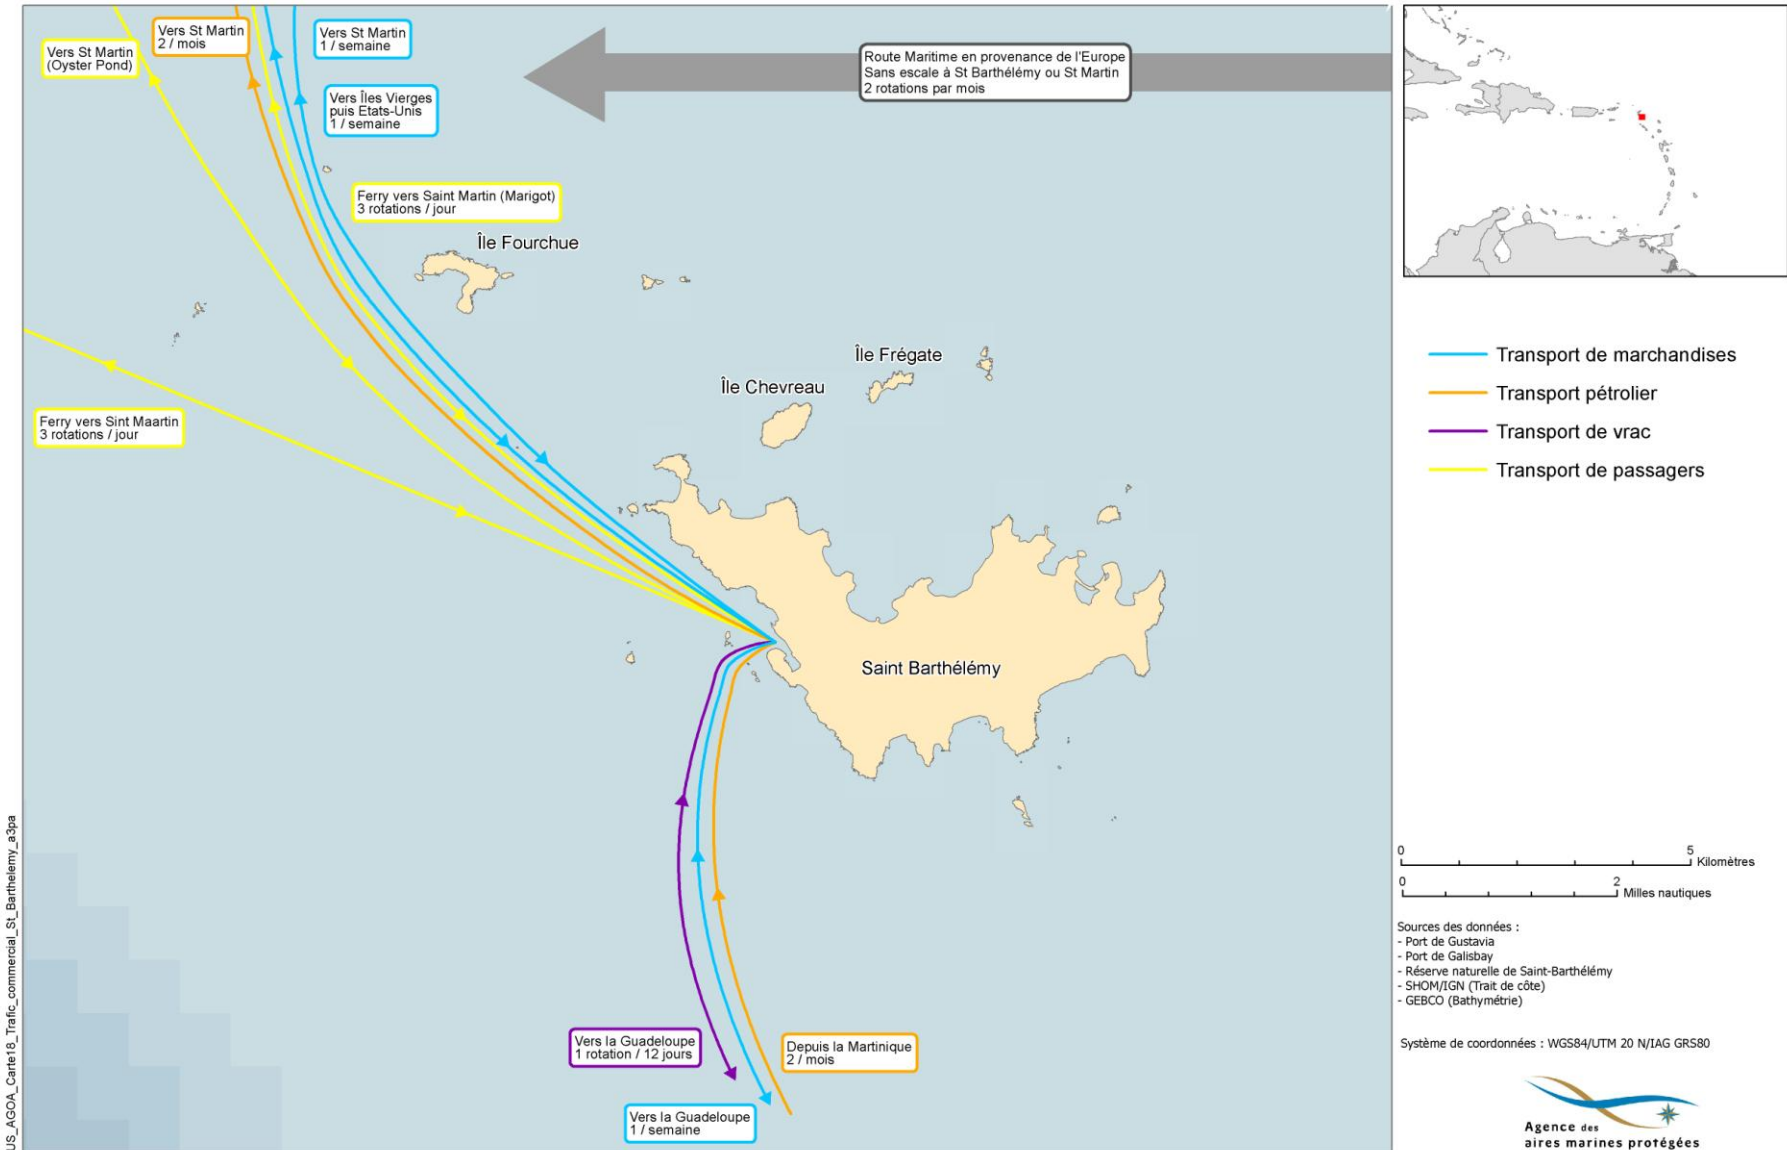 Vers St Martin
(Oyster Pond)
Vers St Martin
2 / mois
Vers St Martin
1 / semaine
Vers Îles Vierges
puis Etats-Unis
1 / semaine
Route Maritime en provenance de l'Europe
Sans escale à St Barthélémy ou St Martin
2 rotations par mois
Ferry vers Saint Martin (Marigot)
3 rotations / jour
Île Fourchue
Île Frégate
Île Chevreau
Ferry vers Sint Maartin
3 rotations / jour
Saint Barthélémy
Vers la Guadeloupe
1 rotation / 12 jours
Depuis la Martinique
2 / mois
Vers la Guadeloupe
1 / semaine
US_AGOA_Carte18_Trafic_commercial_St_Barthelemy_a3pa
Transport de marchandises
Transport pétrolier
Transport de vrac
Transport de passagers
0 5
Kilomètres
0 2
Milles nautiques
Sources des données :
- Port de Gustavia
- Port de Galisbay
- Réserve naturelle de Saint-Barthélémy
- SHOM/IGN (Trait de côte)
- GEBCO (Bathymétrie)
Système de coordonnées : WGS84/UTM 20 N/IAG GRS80
Agence des
aires marines protégées